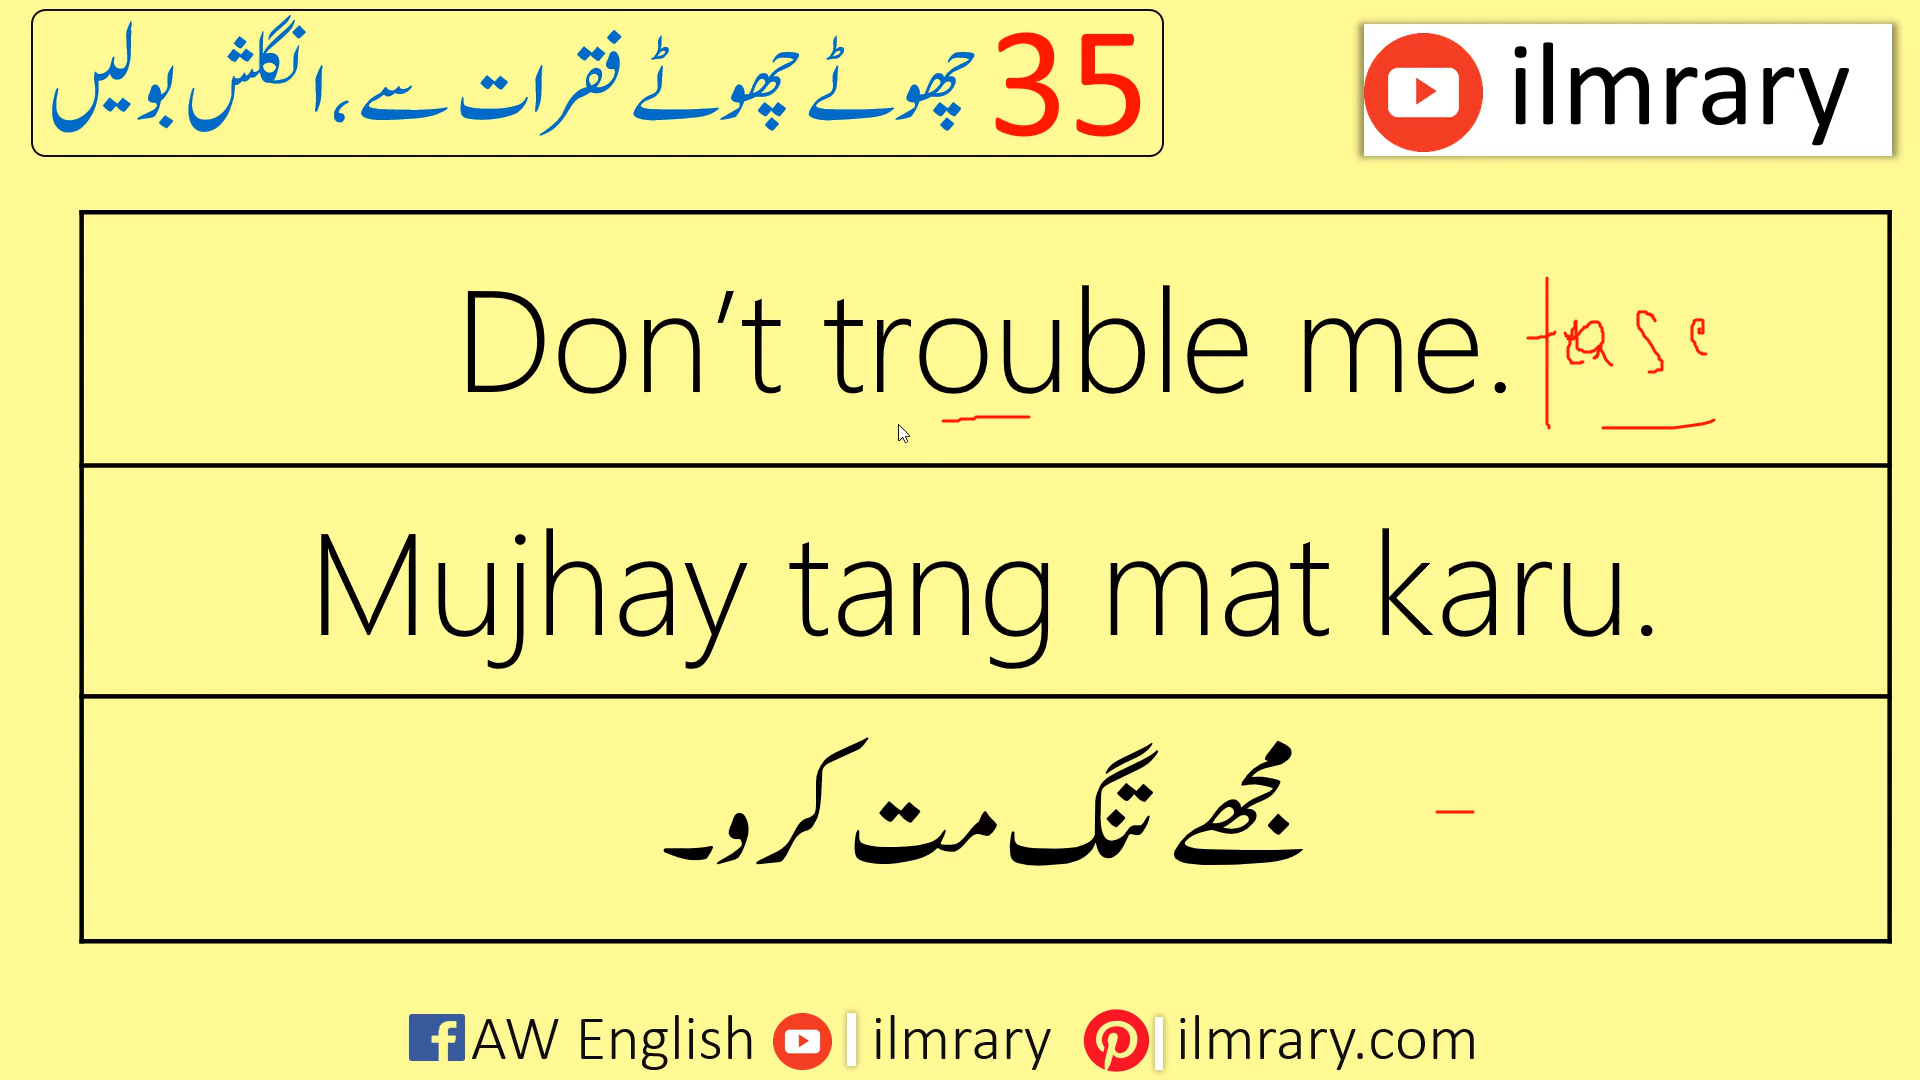 35 چھوٹے چھوٹے فقرات سے، انگلش بولیں
ilmrary
Don't trouble me. tease
Mujhay tang mat karu.
مجھے تنگ مت کرو۔
AW English | ilmrary | ilmrary.com